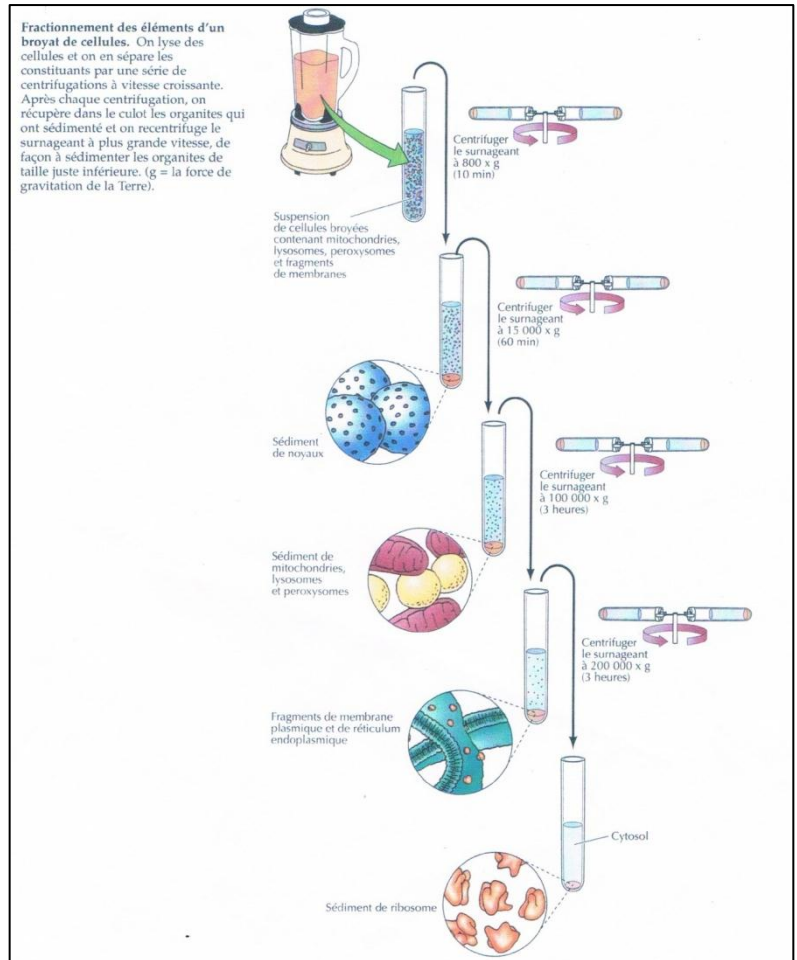 Fractionnement des éléments d'un
broyat de cellules. On lyse des
cellules et on en sépare les
constituants par une série de
centrifugations à vitesse croissante.
Après chaque centrifugation, on
récupère dans le culot les organites qui
ont sédimenté et on recentrifuge le
surnageant à plus grande vitesse, de
façon à sédimenter les organites de
taille juste inférieure. (g = la force de
gravitation de la Terre).
Centrifuger
le surnageant
à 800 x g
(10 min)
Suspension
de cellules broyées
contenant mitochondries,
lysosomes, peroxysomes
et fragments
de membranes
Centrifuger
le surnageant
à 15 000 x g
(60 min)
Sédiment
de noyaux
Centrifuger
le surnageant
à 100 000 x g
(3 heures)
Sédiment de
mitochondries,
lysosomes
et peroxysomes
Centrifuger
le surnageant
à 200 000 x g
(3 heures)
Fragments de membrane
plasmique et de réticulum
endoplasmique
Cytosol
Sédiment de ribosome